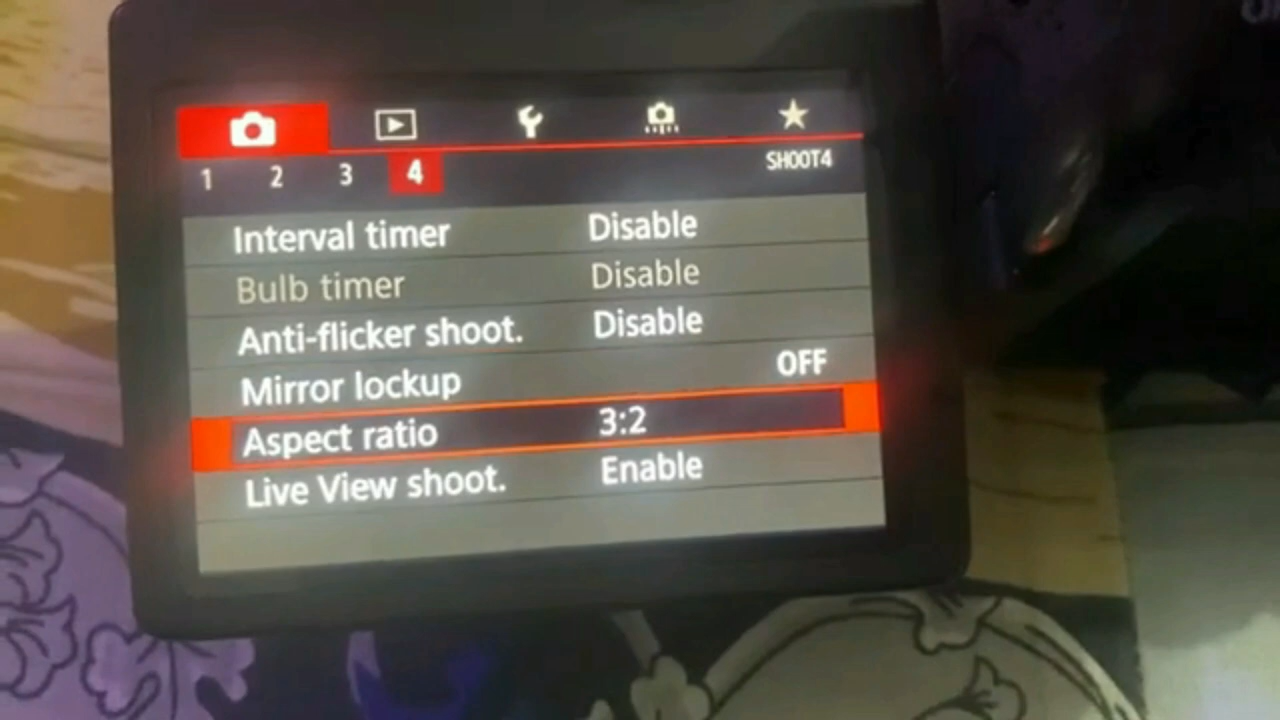 1 2 3 4 SHOOT4
Interval timer Disable
Bulb timer Disable
Anti-flicker shoot. Disable
Mirror lockup OFF
Aspect ratio 3:2
Live View shoot. Enable